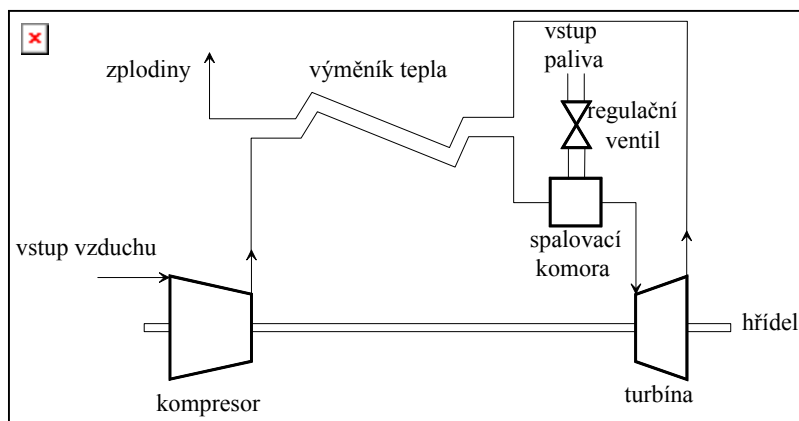 vstup
paliva
zplodiny
výměník tepla
regulační
ventil
vstup vzduchu
spalovací
komora
hřídel
kompresor
turbína